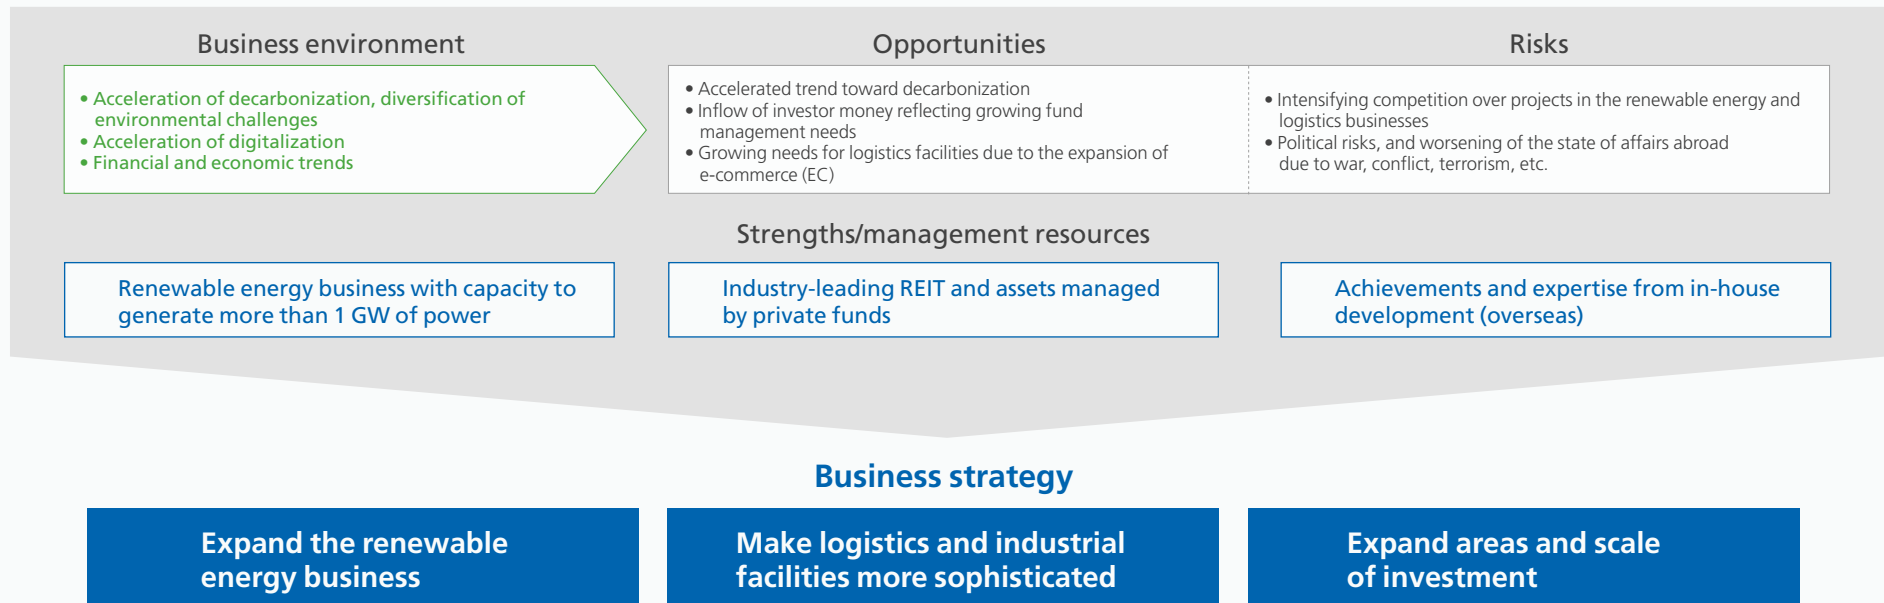 Business environment
• Acceleration of decarbonization, diversification of
environmental challenges
• Acceleration of digitalization
• Financial and economic trends
Opportunities
• Accelerated trend toward decarbonization
• Inflow of investor money reflecting growing fund
management needs
• Growing needs for logistics facilities due to the expansion of
e-commerce (EC)
Risks
• Intensifying competition over projects in the renewable energy and
logistics businesses
• Political risks, and worsening of the state of affairs abroad
due to war, conflict, terrorism, etc.
Strengths/management resources
Renewable energy business with capacity to
generate more than 1 GW of power
Industry-leading REIT and assets managed
by private funds
Achievements and expertise from in-house
development (overseas)
Business strategy
Expand the renewable
energy business
Make logistics and industrial
facilities more sophisticated
Expand areas and scale
of investment